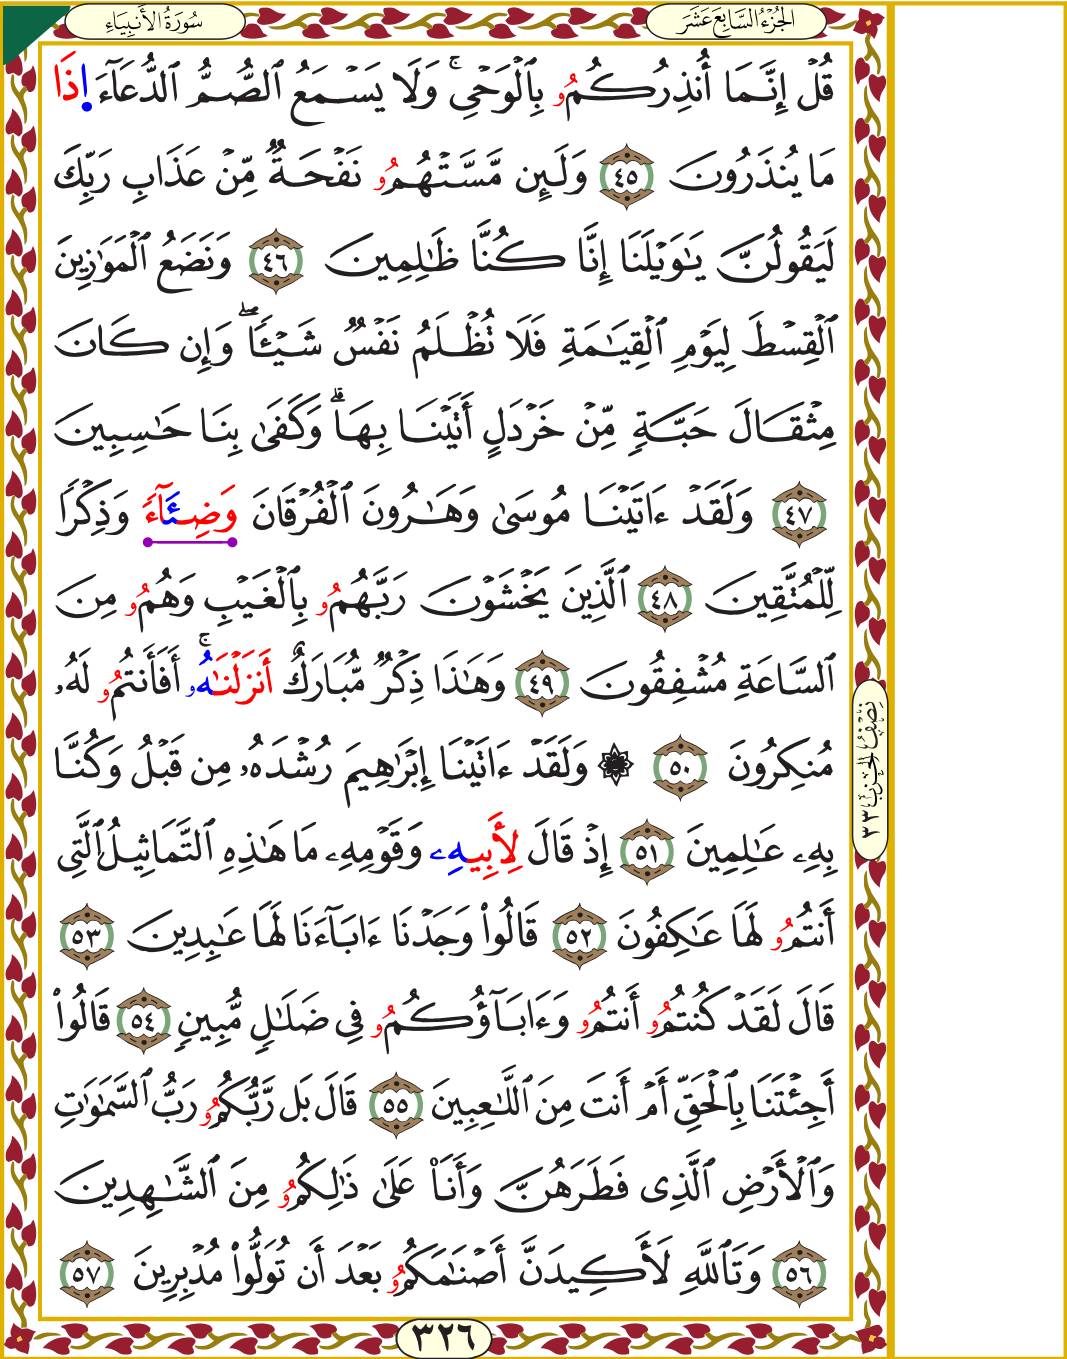 الجُزْءُ السَّابِعَ عَشَرَ
سُورَةُ الأَنبِيَاءِ
قُلۡ إِنَّمَآ أُنذِرُكُمُۥ بِٱلۡوَحۡيِۚ وَلَا يَسۡمَعُ ٱلصُّمُّ ٱلدُّعَآءَ إِذَا
مَا يُنذَرُونَ ٤٥ وَلَئِن مَّسَّتۡهُمُۥ نَفۡحَةٞ مِّنۡ عَذَابِ رَبِّكَ
لَيَقُولُنَّ يَٰوَيۡلَنَآ إِنَّا كُنَّا ظَٰلِمِينَ ٤٦ وَنَضَعُ ٱلۡمَوَٰزِينَ
ٱلۡقِسۡطَ لِيَوۡمِ ٱلۡقِيَٰمَةِ فَلَا تُظۡلَمُ نَفۡسٞ شَيۡـٔٗاۖ وَإِن كَانَ
مِثۡقَالَ حَبَّةٖ مِّنۡ خَرۡدَلٍ أَتَيۡنَا بِهَاۗ وَكَفَىٰ بِنَا حَٰسِبِينَ
٤٧ وَلَقَدۡ ءَاتَيۡنَا مُوسَىٰ وَهَٰرُونَ ٱلۡفُرۡقَانَ وَضِـَٔآءٗ وَذِكۡرٗا
لِّلۡمُتَّقِينَ ٤٨ ٱلَّذِينَ يَخۡشَوۡنَ رَبَّهُمُۥ بِٱلۡغَيۡبِ وَهُمُۥ مِنَ
ٱلسَّاعَةِ مُشۡفِقُونَ ٤٩ وَهَٰذَا ذِكۡرٞ مُّبَارَكٌ أَنزَلۡنَٰهُۥۚ أَفَأَنتُمُۥ لَهُۥ
مُنكِرُونَ ٥٠ ۞ وَلَقَدۡ ءَاتَيۡنَآ إِبۡرَٰهِيمَ رُشۡدَهُۥ مِن قَبۡلُ وَكُنَّا
بِهِۦ عَٰلِمِينَ ٥١ إِذۡ قَالَ لِأَبِيهِۦ وَقَوۡمِهِۦ مَا هَٰذِهِ ٱلتَّمَاثِيلُ ٱلَّتِي
أَنتُمُۥ لَهَا عَٰكِفُونَ ٥٢ قَالُواْ وَجَدۡنَآ ءَابَآءَنَا لَهَا عَٰبِدِينَ ٥٣
قَالَ لَقَدۡ كُنتُمُۥ أَنتُمُۥ وَءَابَآؤُكُمُۥ فِي ضَلَٰلٖ مُّبِينٖ ٥٤ قَالُوٓاْ
أَجِئۡتَنَا بِٱلۡحَقِّ أَمۡ أَنتَ مِنَ ٱللَّٰعِبِينَ ٥٥ قَالَ بَل رَّبُّكُمُۥ رَبُّ ٱلسَّمَٰوَٰتِ
وَٱلۡأَرۡضِ ٱلَّذِي فَطَرَهُنَّ وَأَنَا۠ عَلَىٰ ذَٰلِكُمُۥ مِنَ ٱلشَّٰهِدِينَ
٥٦ وَتَٱللَّهِ لَأَكِيدَنَّ أَصۡنَٰمَكُمُۥ بَعۡدَ أَن تُوَلُّواْ مُدۡبِرِينَ ٥٧
نِصْفُ الحِزْب ٣٣
٣٢٦